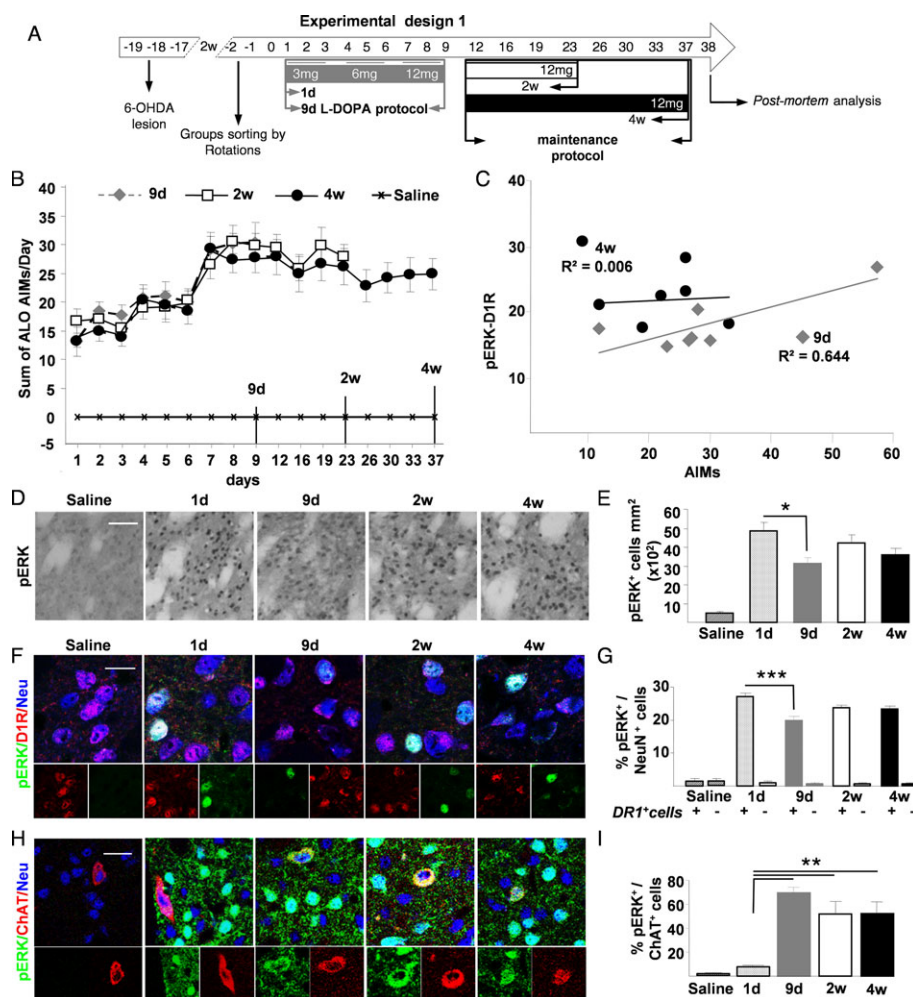 A
Experimental design 1
-19 -18 -17 2w -2 -1 0 1 2 3 4 5 6 7 8 9 12 16 19 23 26 30 33 37 38
3mg 6mg 12mg
12mg
1d
2w
9d L-DOPA protocol
12mg
4w
6-OHDA
lesion
Groups sorting by
Rotations
maintenance
protocol
Post-mortem analysis
B
9d 2w 4w Saline
Sum of ALO AIMs/Day
40
35
30
25
20
15
10
5
0
-5
9d 2w 4w
1 2 3 4 5 6 7 8 9 12 16 19 23 26 30 33 37
days
C
pERK-D1R
40
30
20
10
4w
R² = 0.006
9d
R² = 0.644
10 20 30 40 50 60
AIMs
D
Saline 1d 9d 2w 4w
pERK
E
pERK⁺ cells mm²
(x10²)
50
40
30
20
10
*
Saline 1d 9d 2w 4w
F
Saline 1d 9d 2w 4w
pERK/D1R/Neu
G
% pERK⁺ /
NeuN⁺ cells
30
20
10
***
Saline 1d 9d 2w 4w
DR1⁺cells + - + - + - + - + -
H
pERK/ChAT/Neu
I
% pERK⁺ /
ChAT⁺ cells
80
60
40
20
**
Saline 1d 9d 2w 4w